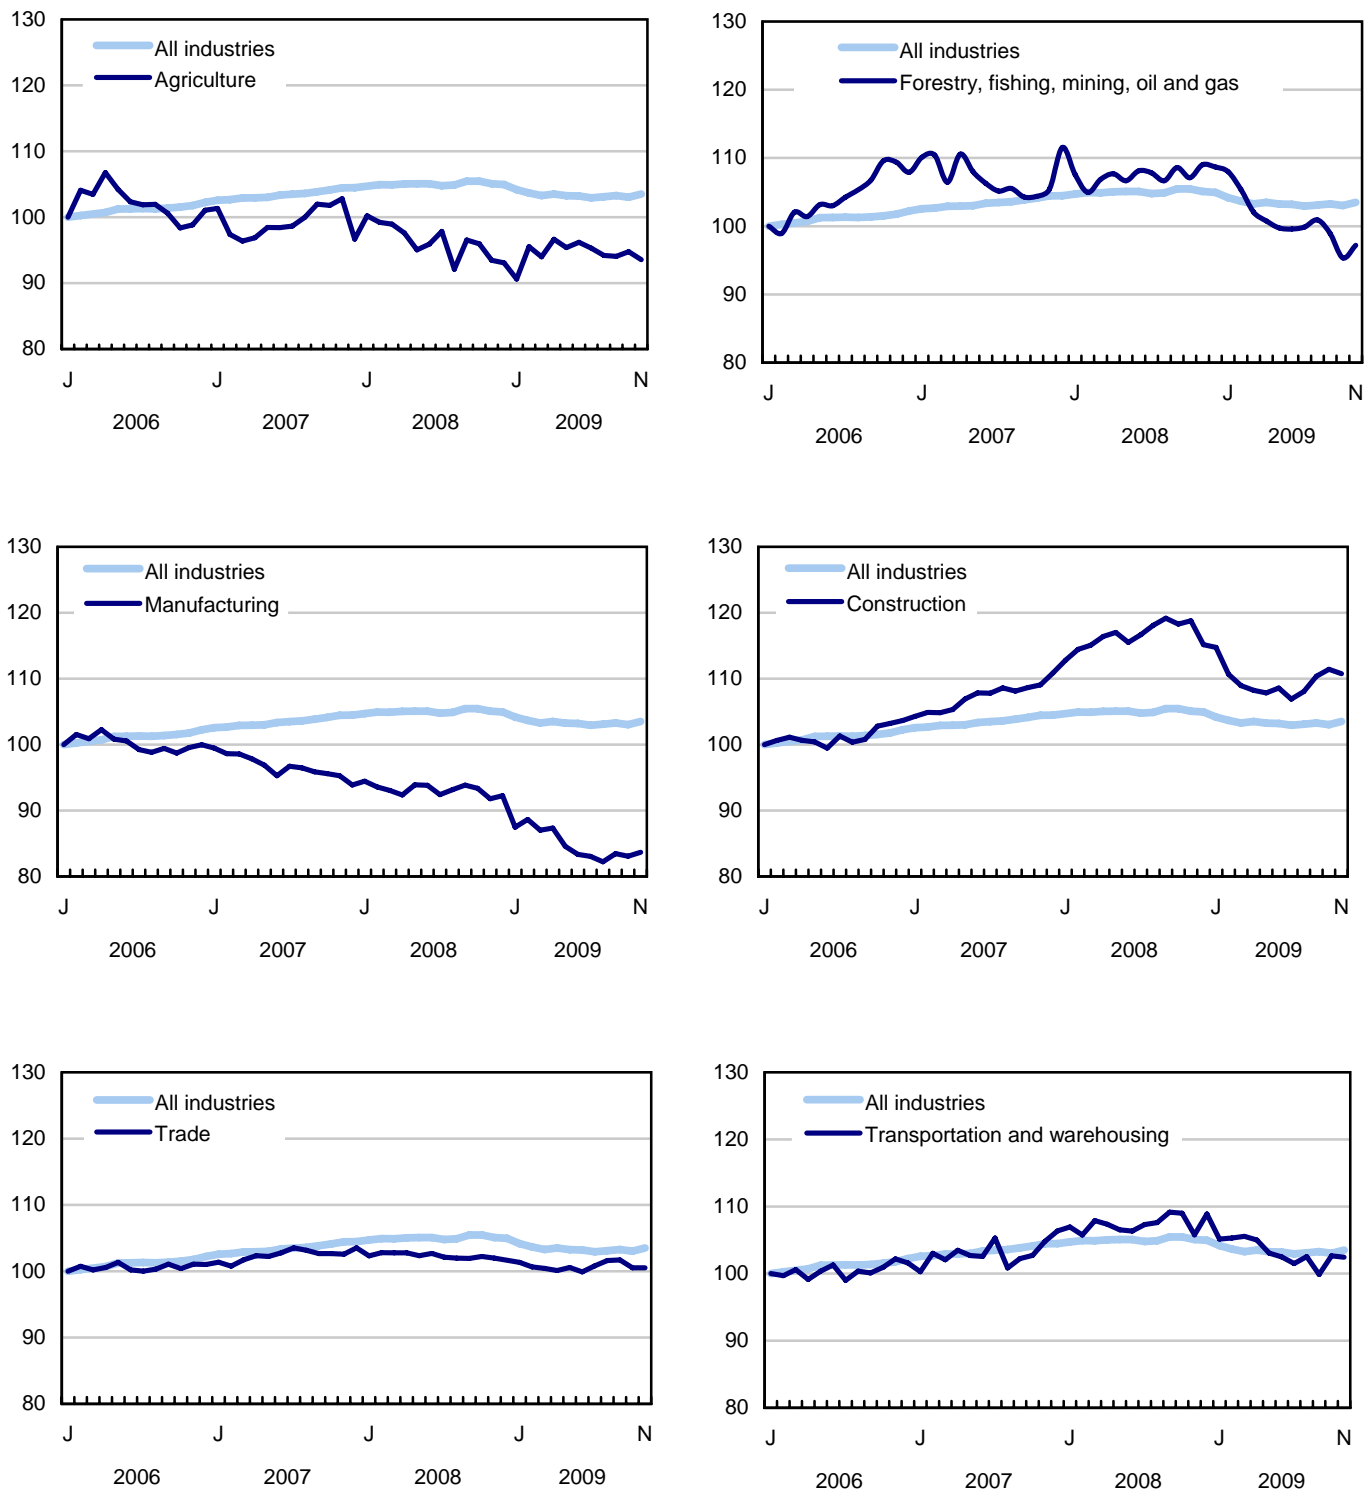 130
All industries
Agriculture
120
110
100
90
80
J J J J N
2006 2007 2008 2009
130
All industries
Forestry, fishing, mining, oil and gas
120
110
100
90
80
J J J J N
2006 2007 2008 2009
130
All industries
Manufacturing
120
110
100
90
80
J J J J N
2006 2007 2008 2009
130
All industries
Construction
120
110
100
90
80
J J J J N
2006 2007 2008 2009
130
All industries
Trade
120
110
100
90
80
J J J J N
2006 2007 2008 2009
130
All industries
Transportation and warehousing
120
110
100
90
80
J J J J N
2006 2007 2008 2009